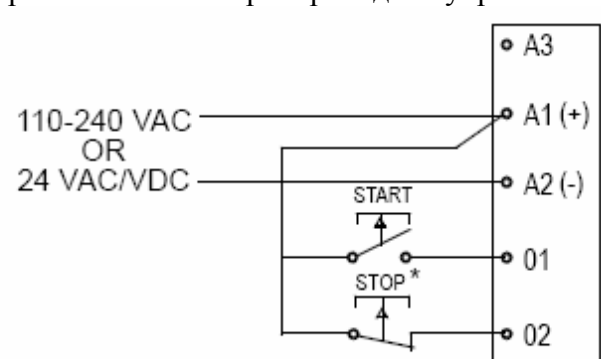 A3
110-240 VAC
A1 (+)
OR
24 VAC/VDC
A2 (-)
START
01
STOP *
02